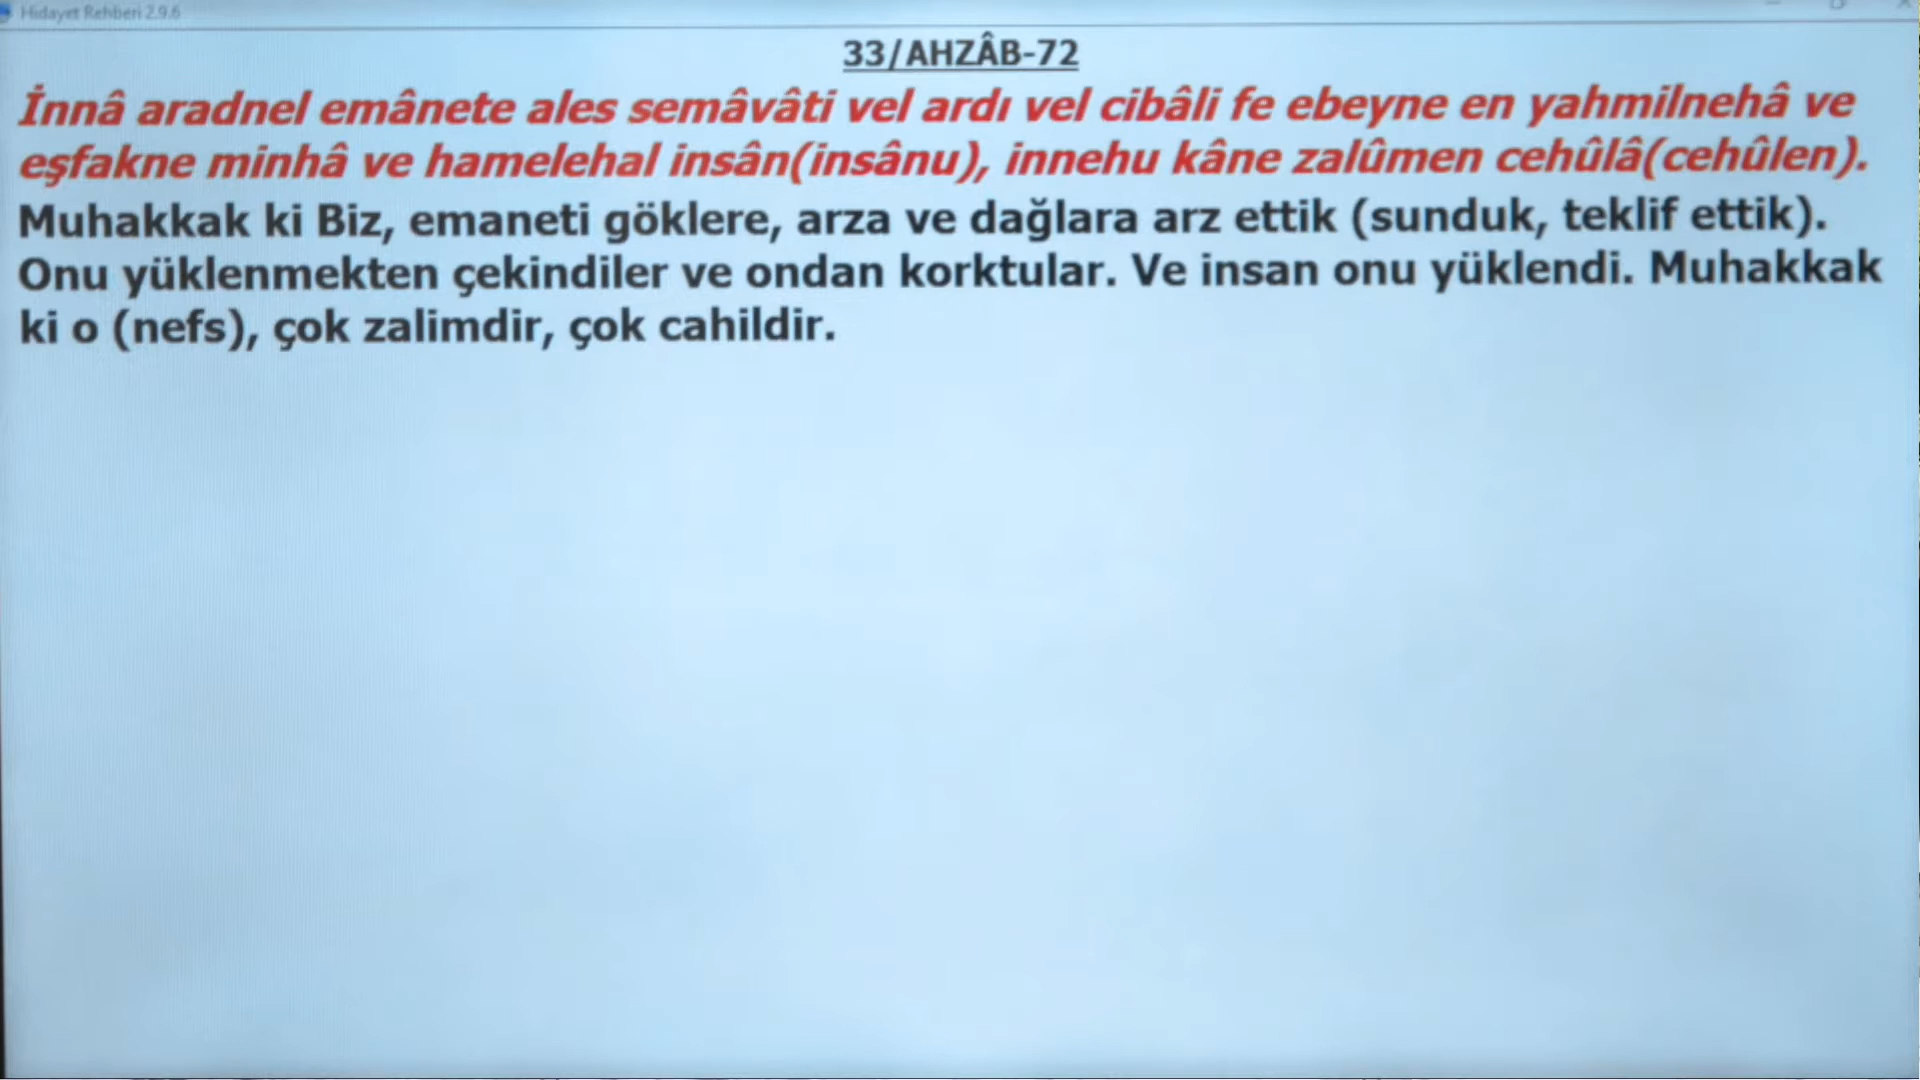 Hidayet Rehberi 2.9.6
33/AHZÂB-72
İnnâ aradnel emânete ales semâvâti vel ardı vel cibâli fe ebeyne en yahmilnehâ ve
eşfakne minhâ ve hamelehal insân(insânu), innehu kâne zalûmen cehûlâ(cehûlen).
Muhakkak ki Biz, emaneti göklere, arza ve dağlara arz ettik (sunduk, teklif ettik).
Onu yüklenmekten çekindiler ve ondan korktular. Ve insan onu yüklendi. Muhakkak
ki o (nefs), çok zalimdir, çok cahildir.